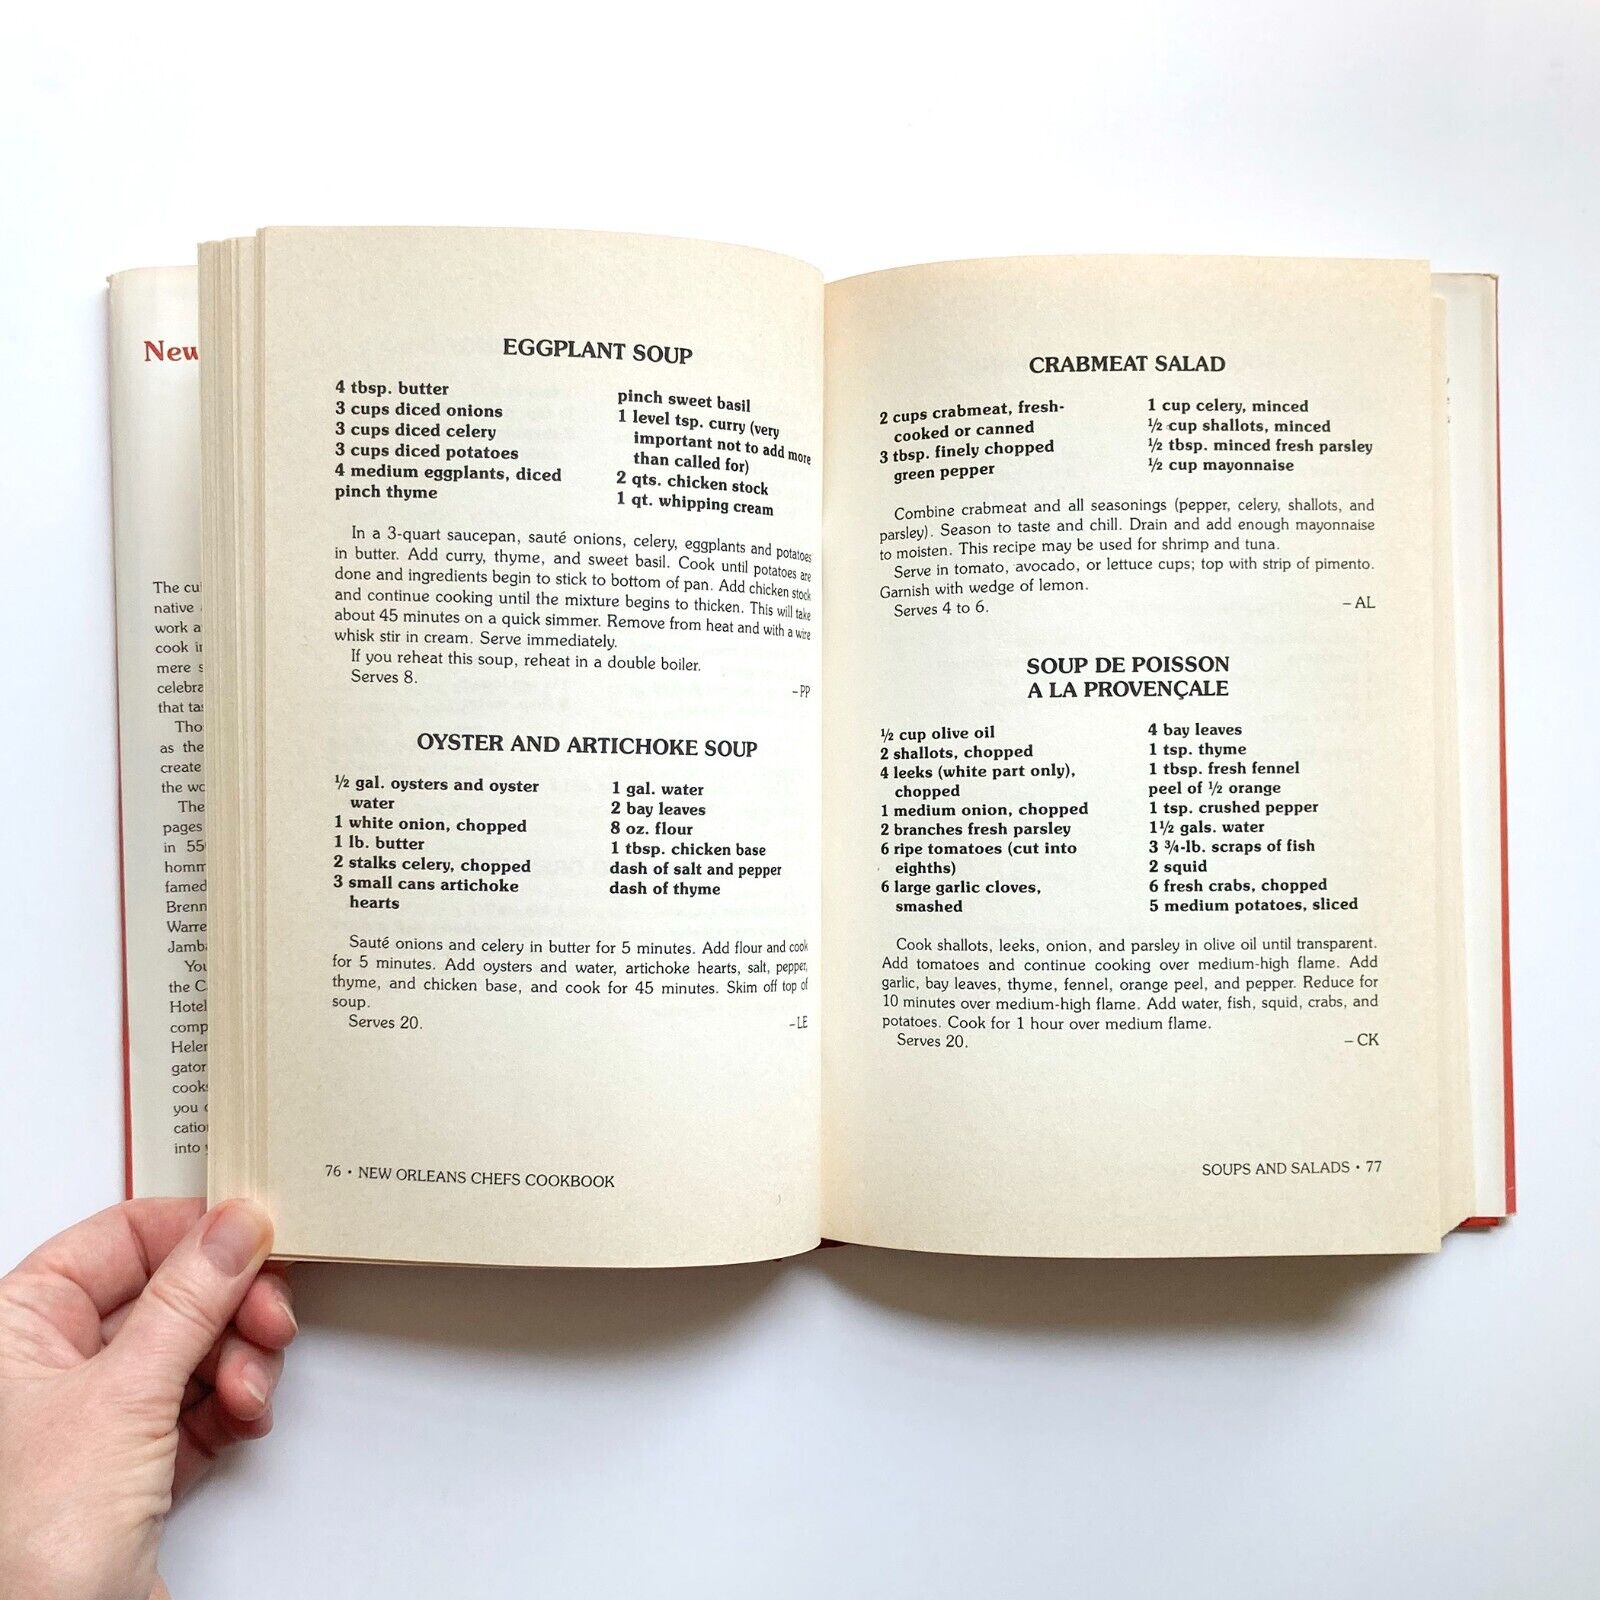 New
The cui
native
work a
cook in
mere s
celebra
that tas
Tho
as the
create
the wo
The
pages
in 550
homm
famed
Brenn
Warre
Jamba
You
the C
Hotel
comp
Helen
gator
cooks
you c
cation
into y
EGGPLANT SOUP
4 tbsp. butter
3 cups diced onions
3 cups diced celery
3 cups diced potatoes
4 medium eggplants, diced
pinch thyme
pinch sweet basil
1 level tsp. curry (very
important not to add more
than called for)
2 qts. chicken stock
1 qt. whipping cream
In a 3-quart saucepan, sauté onions, celery, eggplants and potatoes
in butter. Add curry, thyme, and sweet basil. Cook until potatoes are
done and ingredients begin to stick to bottom of pan. Add chicken stock
and continue cooking until the mixture begins to thicken. This will take
about 45 minutes on a quick simmer. Remove from heat and with a wire
whisk stir in cream. Serve immediately.
If you reheat this soup, reheat in a double boiler.
Serves 8.
–PP
OYSTER AND ARTICHOKE SOUP
½ gal. oysters and oyster
water
1 white onion, chopped
1 lb. butter
2 stalks celery, chopped
3 small cans artichoke
hearts
1 gal. water
2 bay leaves
8 oz. flour
1 tbsp. chicken base
dash of salt and pepper
dash of thyme
Sauté onions and celery in butter for 5 minutes. Add flour and cook
for 5 minutes. Add oysters and water, artichoke hearts, salt, pepper,
thyme, and chicken base, and cook for 45 minutes. Skim off top of
soup.
Serves 20.
–LE
76 • NEW ORLEANS CHEFS COOKBOOK
CRABMEAT SALAD
2 cups crabmeat, fresh-
cooked or canned
3 tbsp. finely chopped
green pepper
1 cup celery, minced
½ cup shallots, minced
½ tbsp. minced fresh parsley
½ cup mayonnaise
Combine crabmeat and all seasonings (pepper, celery, shallots, and
parsley). Season to taste and chill. Drain and add enough mayonnaise
to moisten. This recipe may be used for shrimp and tuna.
Serve in tomato, avocado, or lettuce cups; top with strip of pimento.
Garnish with wedge of lemon.
Serves 4 to 6.
– AL
SOUP DE POISSON
A LA PROVENÇALE
½ cup olive oil
2 shallots, chopped
4 leeks (white part only),
chopped
1 medium onion, chopped
2 branches fresh parsley
6 ripe tomatoes (cut into
eighths)
6 large garlic cloves,
smashed
4 bay leaves
1 tsp. thyme
1 tbsp. fresh fennel
peel of ½ orange
1 tsp. crushed pepper
1½ gals. water
3 ¾-lb. scraps of fish
2 squid
6 fresh crabs, chopped
5 medium potatoes, sliced
Cook shallots, leeks, onion, and parsley in olive oil until transparent.
Add tomatoes and continue cooking over medium-high flame. Add
garlic, bay leaves, thyme, fennel, orange peel, and pepper. Reduce for
10 minutes over medium-high flame. Add water, fish, squid, crabs, and
potatoes. Cook for 1 hour over medium flame.
Serves 20.
– CK
SOUPS AND SALADS • 77